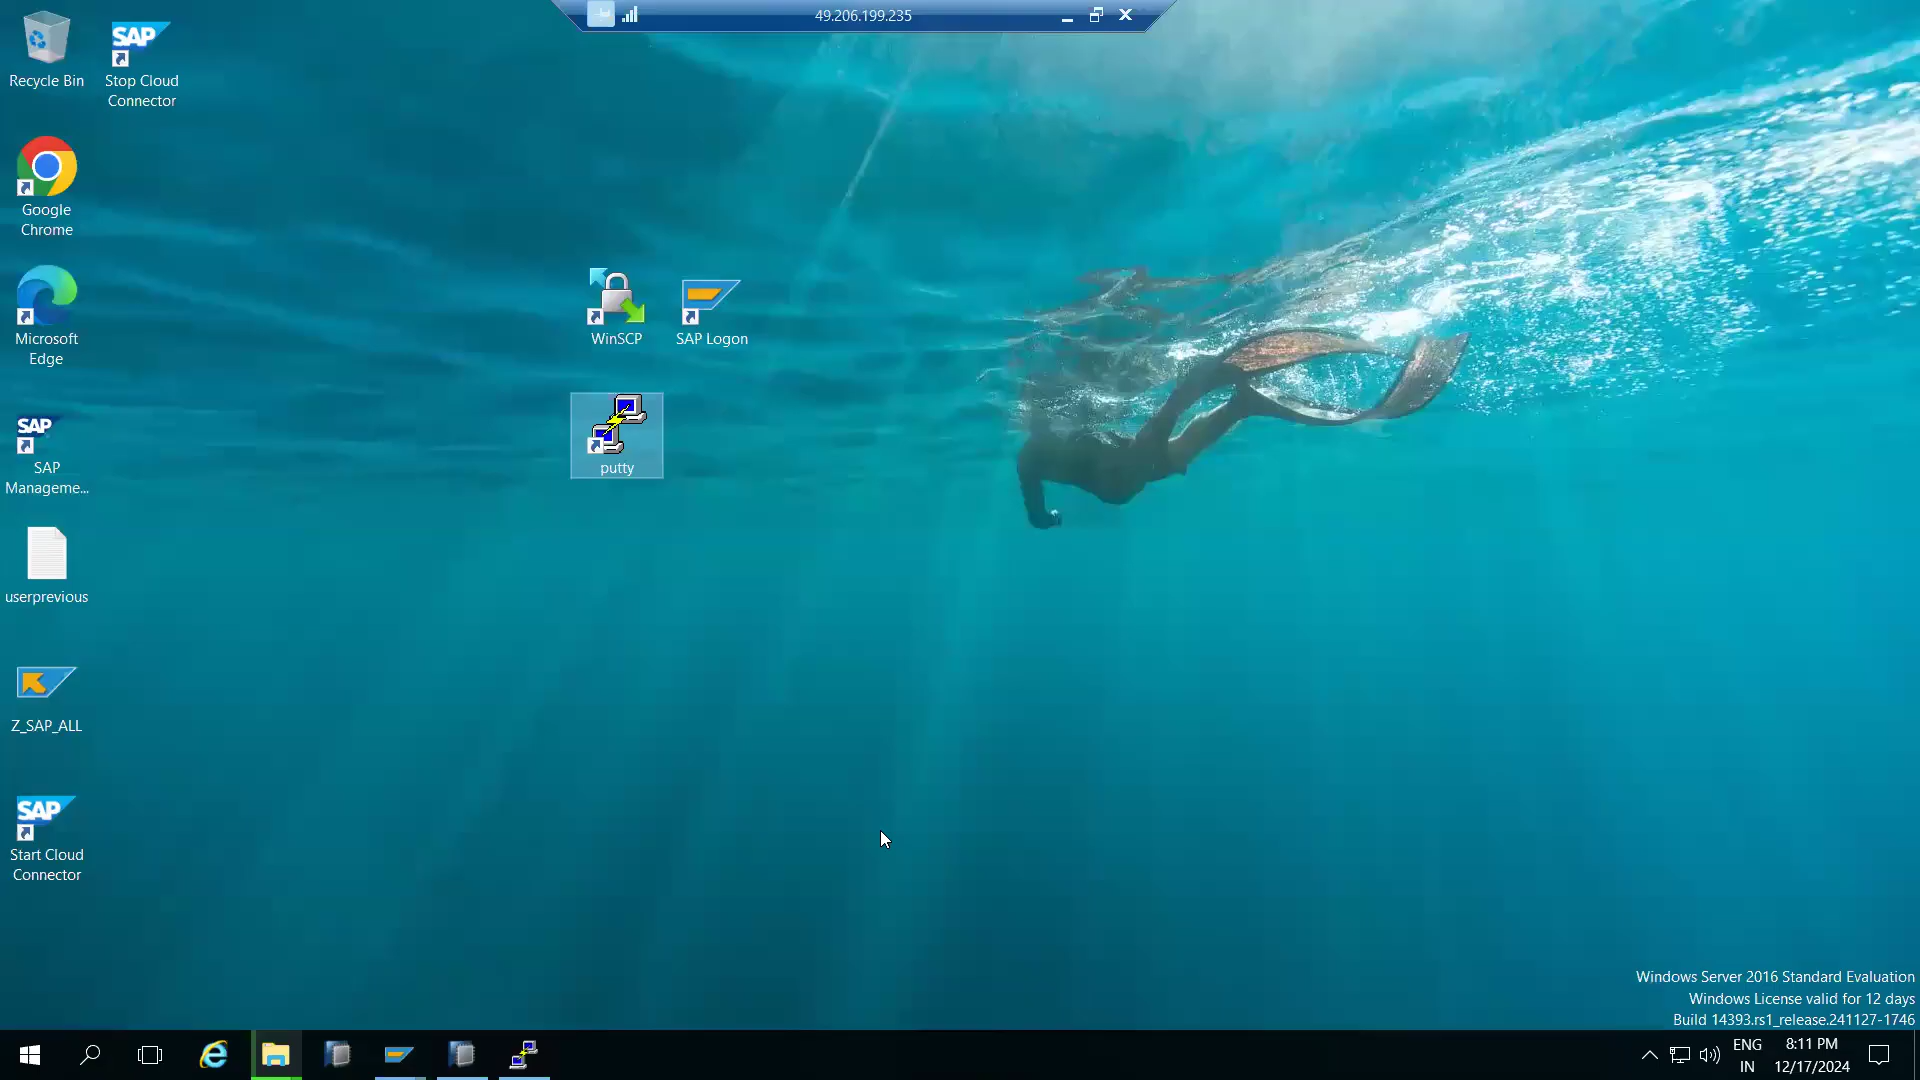 49.206.199.235
Recycle Bin
SAP
Stop Cloud
Connector
Google
Chrome
Microsoft
Edge
WinSCP
SAP Logon
putty
SAP
SAP
Manageme...
userprevious
Z_SAP_ALL
SAP
Start Cloud
Connector
Windows Server 2016 Standard Evaluation
Windows License valid for 12 days
Build 14393.rs1_release.241127-1746
ENG
IN
8:11 PM
12/17/2024